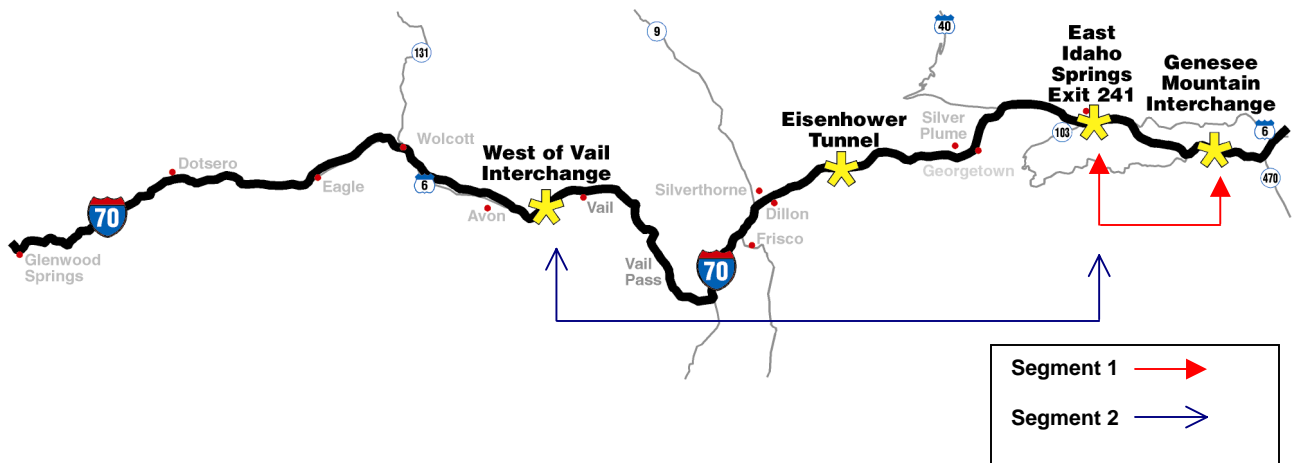 131
9
40
East
Idaho
Springs
Exit 241
Genesee
Mountain
Interchange
Eisenhower
Tunnel
Silver
Plume
103
6
Georgetown
470
Wolcott
West of Vail
Interchange
Dotsero
Eagle
6
Avon
Vail
Silverthorne
Dillon
Frisco
70
Glenwood
Springs
Vail
Pass
70
Segment 1
Segment 2